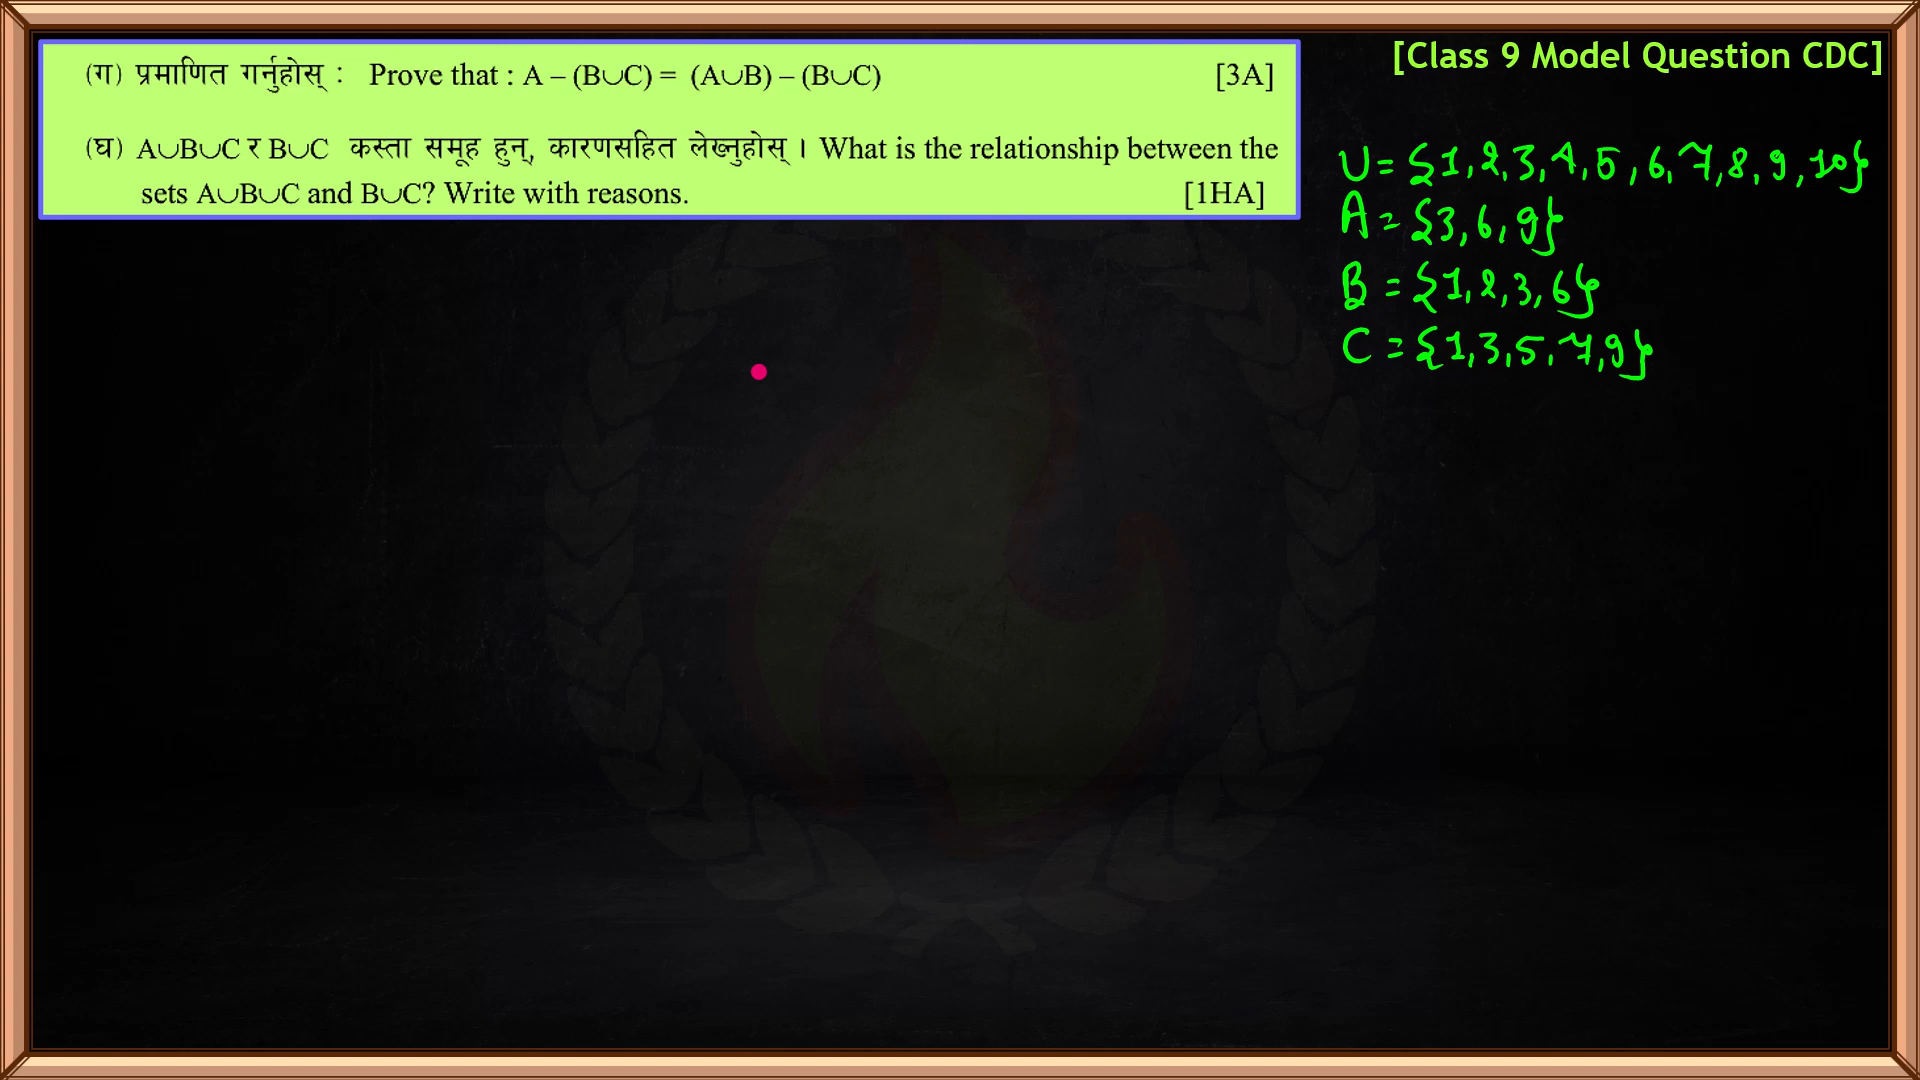 (ग) प्रमाणित गर्नुहोस् : Prove that : A – (B∪C) = (A∪B) – (B∪C) [3A]
(घ) A∪B∪C र B∪C कस्ता समूह हुन्, कारणसहित लेख्नुहोस् । What is the relationship between the
sets A∪B∪C and B∪C? Write with reasons. [1HA]
[Class 9 Model Question CDC]
U = {1, 2, 3, 4, 5, 6, 7, 8, 9, 10}
A = {3, 6, 9}
B = {1, 2, 3, 6}
C = {1, 3, 5, 7, 9}